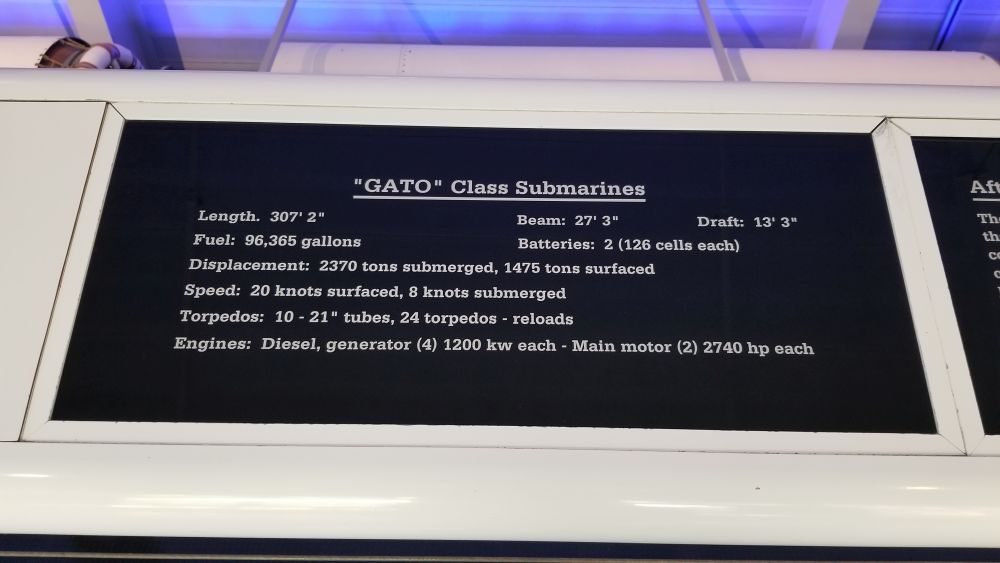 "GATO" Class Submarines
Length. 307' 2" Beam: 27' 3" Draft: 13' 3"
Fuel: 96,365 gallons Batteries: 2 (126 cells each)
Displacement: 2370 tons submerged, 1475 tons surfaced
Speed: 20 knots surfaced, 8 knots submerged
Torpedos: 10 - 21" tubes, 24 torpedos - reloads
Engines: Diesel, generator (4) 1200 kw each - Main motor (2) 2740 hp each